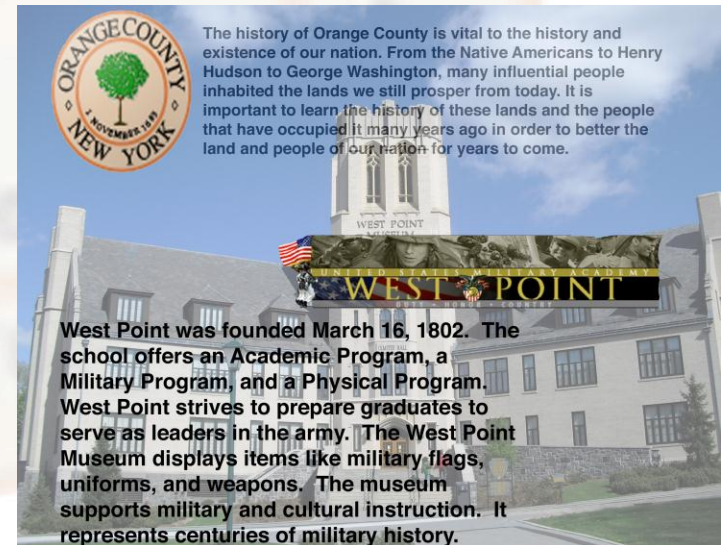 ORANGE COUNTY
1 NOVEMBER 1683
NEW YORK
The history of Orange County is vital to the history and
existence of our nation. From the Native Americans to Henry
Hudson to George Washington, many influential people
inhabited the lands we still prosper from today. It is
important to learn the history of these lands and the people
that have occupied it many years ago in order to better the
land and people of our nation for years to come.
WEST POINT
MUSEUM
UNITED STATES MILITARY ACADEMY
WEST POINT
DUTY • HONOR • COUNTRY
West Point was founded March 16, 1802. The
school offers an Academic Program, a
Military Program, and a Physical Program.
West Point strives to prepare graduates to
serve as leaders in the army. The West Point
Museum displays items like military flags,
uniforms, and weapons. The museum
supports military and cultural instruction. It
represents centuries of military history.